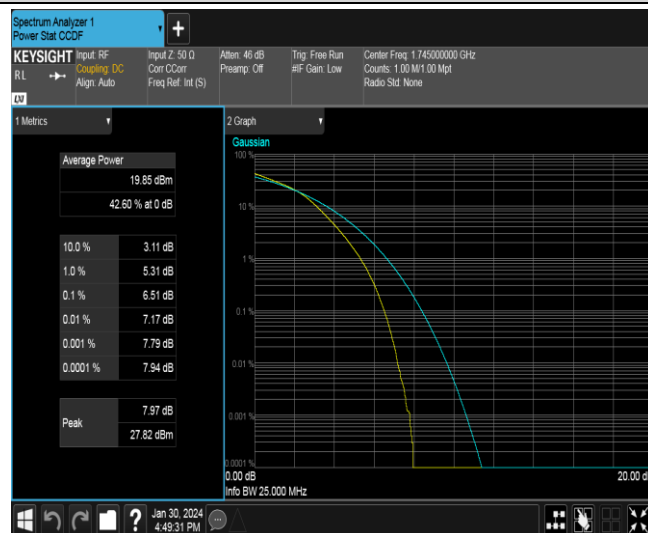 Spectrum Analyzer 1
Power Stat CCDF
+
KEYSIGHT Input: RF Input Z: 50 Ω Atten: 46 dB Trig: Free Run Center Freq: 1.745000000 GHz
RL Coupling: DC Corr CCorr Preamp: Off #IF Gain: Low Counts: 1.00 M/1.00 Mpt
Align: Auto Freq Ref: Int (S) Radio Std: None
LXI
1 Metrics
Average Power
19.85 dBm
42.60 % at 0 dB
10.0 % 3.11 dB
1.0 % 5.31 dB
0.1 % 6.51 dB
0.01 % 7.17 dB
0.001 % 7.79 dB
0.0001 % 7.94 dB
Peak 7.97 dB
27.82 dBm
2 Graph
Gaussian
100 %
10 %
1 %
0.1 %
0.01 %
0.001 %
0.0001 %
0.00 dB 20.00 d
Info BW 25.000 MHz
? Jan 30, 2024
4:49:31 PM